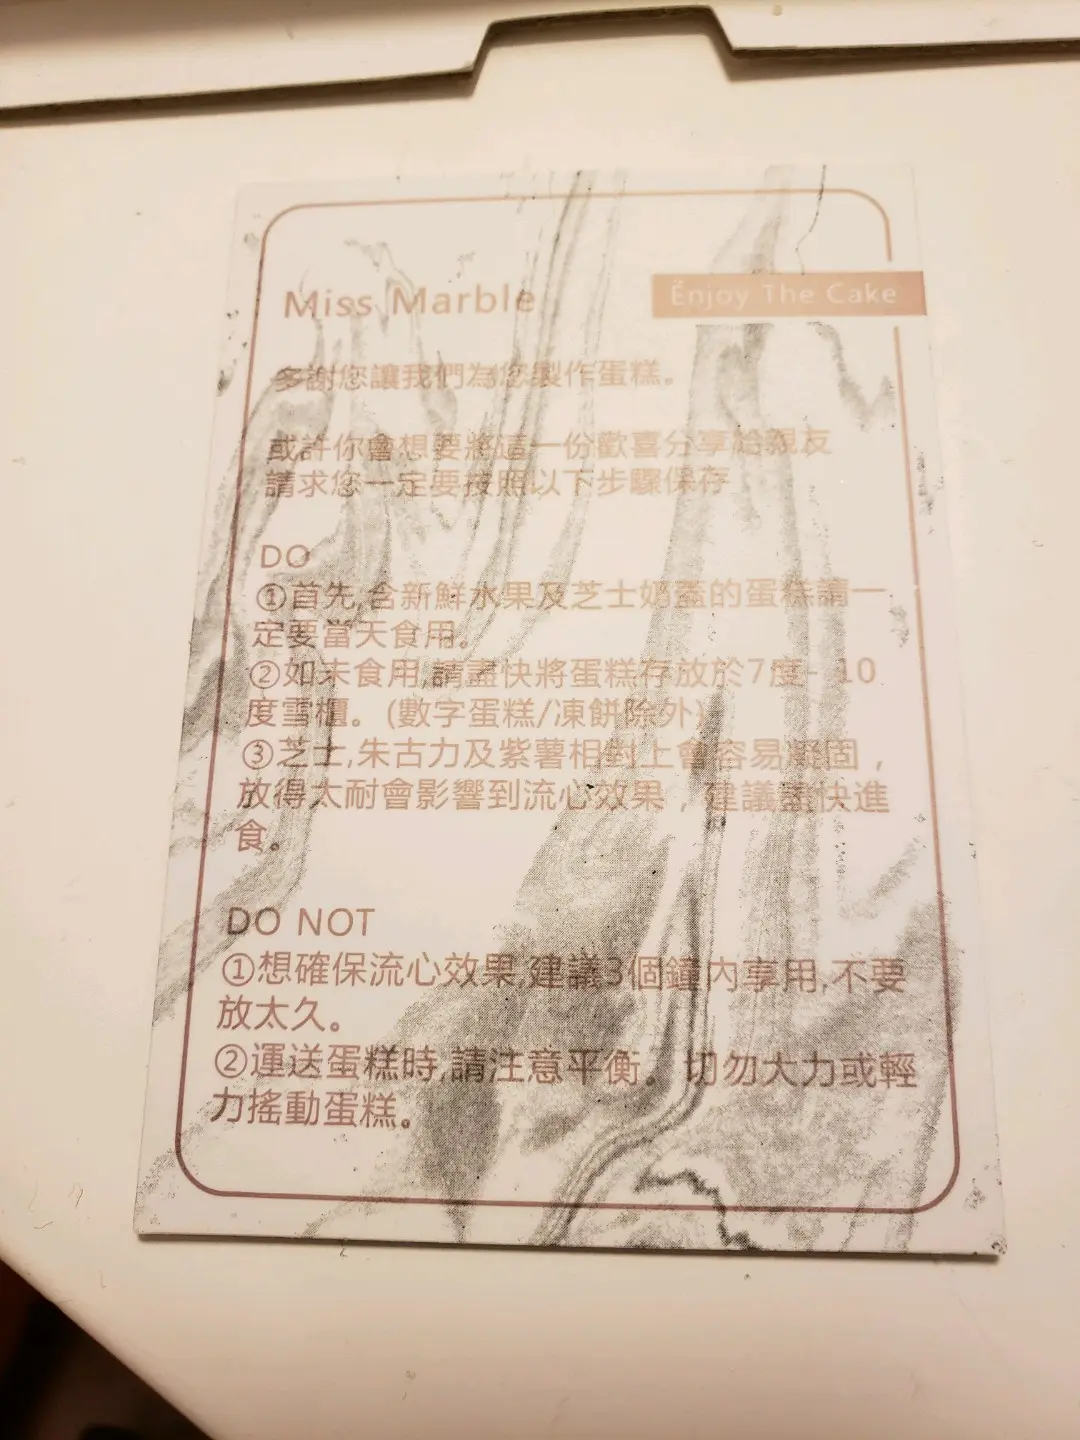 Miss Marble
Enjoy The Cake
多謝您讓我們為您製作蛋糕。
或許你會想要將這一份歡喜分享給親友
請求您一定要按照以下步驟保存：
DO
①首先,含新鮮水果及芝士奶蓋的蛋糕請一
定要當天食用。
②如未食用,請盡快將蛋糕存放於7度- 10
度雪櫃。(數字蛋糕/凍餅除外)
③芝士,朱古力及紫薯相對上會容易凝固，
放得太耐會影響到流心效果，建議盡快進
食。
DO NOT
①想確保流心效果,建議3個鐘內享用,不要
放太久。
②運送蛋糕時,請注意平衡。切勿大力或輕
力搖動蛋糕。